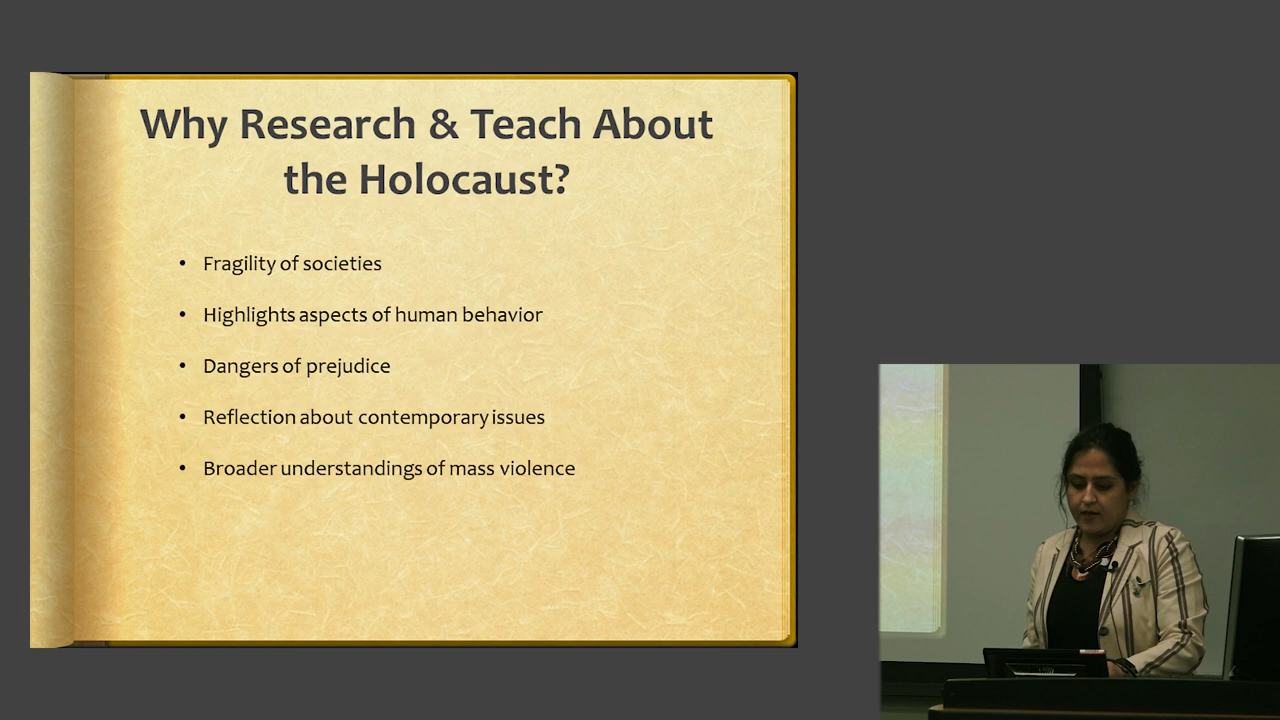 Why Research & Teach About
the Holocaust?
• Fragility of societies
• Highlights aspects of human behavior
• Dangers of prejudice
• Reflection about contemporary issues
• Broader understandings of mass violence